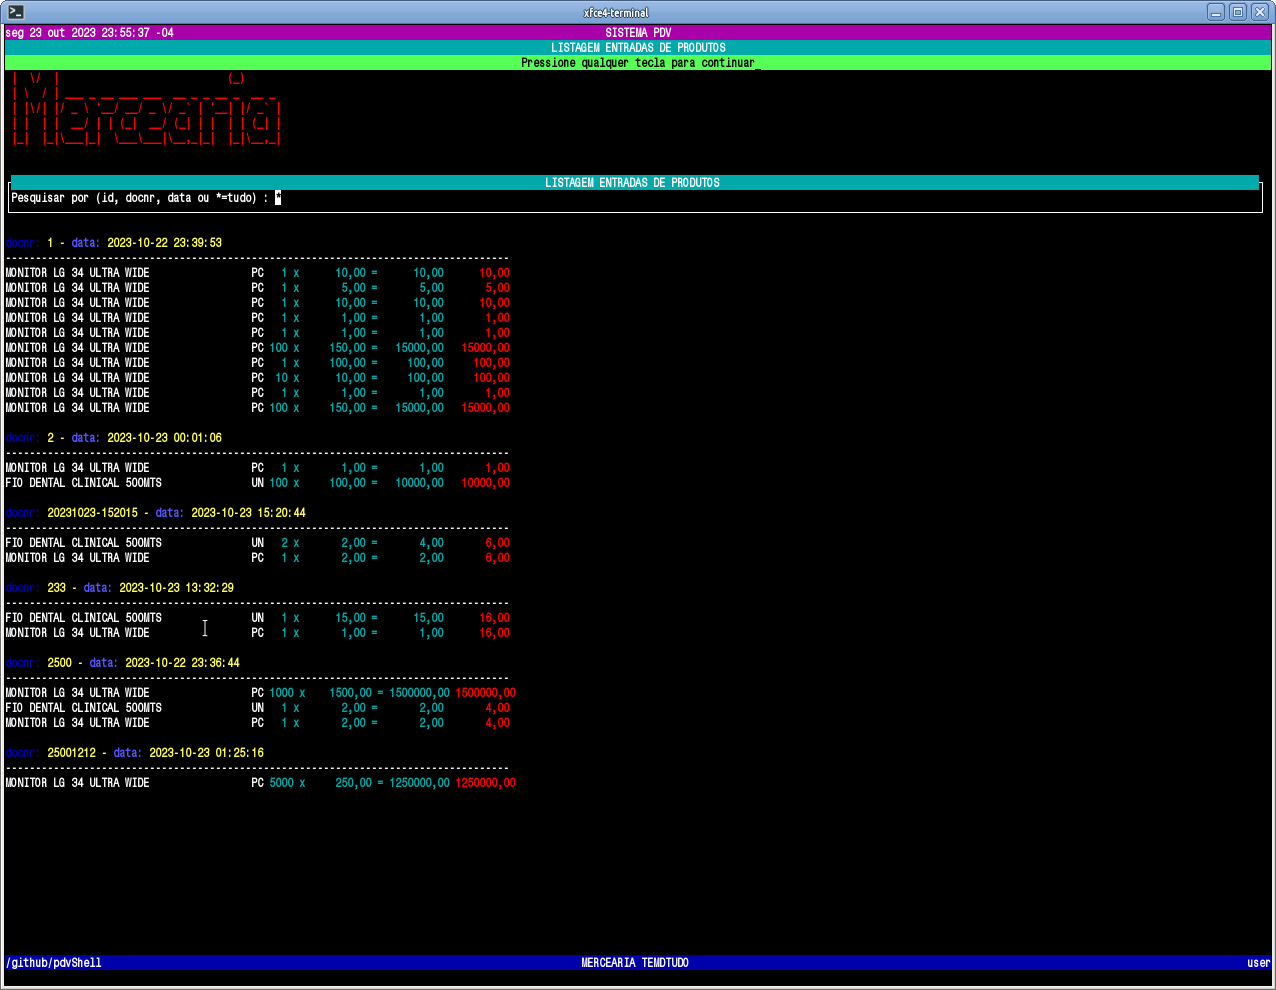 xfce4-terminal
seg 23 out 2023 23:55:37 -04 SISTEMA PDV
LISTAGEM ENTRADAS DE PRODUTOS
Pressione qualquer tecla para continuar_
Mercearia
LISTAGEM ENTRADAS DE PRODUTOS
Pesquisar por (id, docnr, data ou *=tudo) : *
docnr: 1 - data: 2023-10-22 23:39:53
------------------------------------------------------------------------------------
MONITOR LG 34 ULTRA WIDE PC 1 x 10,00 = 10,00 10,00
MONITOR LG 34 ULTRA WIDE PC 1 x 5,00 = 5,00 5,00
MONITOR LG 34 ULTRA WIDE PC 1 x 10,00 = 10,00 10,00
MONITOR LG 34 ULTRA WIDE PC 1 x 1,00 = 1,00 1,00
MONITOR LG 34 ULTRA WIDE PC 1 x 1,00 = 1,00 1,00
MONITOR LG 34 ULTRA WIDE PC 100 x 150,00 = 15000,00 15000,00
MONITOR LG 34 ULTRA WIDE PC 1 x 100,00 = 100,00 100,00
MONITOR LG 34 ULTRA WIDE PC 10 x 10,00 = 100,00 100,00
MONITOR LG 34 ULTRA WIDE PC 1 x 1,00 = 1,00 1,00
MONITOR LG 34 ULTRA WIDE PC 100 x 150,00 = 15000,00 15000,00
docnr: 2 - data: 2023-10-23 00:01:06
------------------------------------------------------------------------------------
MONITOR LG 34 ULTRA WIDE PC 1 x 1,00 = 1,00 1,00
FIO DENTAL CLINICAL 500MTS UN 100 x 100,00 = 10000,00 10000,00
docnr: 20231023-152015 - data: 2023-10-23 15:20:44
------------------------------------------------------------------------------------
FIO DENTAL CLINICAL 500MTS UN 2 x 2,00 = 4,00 6,00
MONITOR LG 34 ULTRA WIDE PC 1 x 2,00 = 2,00 6,00
docnr: 233 - data: 2023-10-23 13:32:29
------------------------------------------------------------------------------------
FIO DENTAL CLINICAL 500MTS UN 1 x 15,00 = 15,00 16,00
MONITOR LG 34 ULTRA WIDE PC 1 x 1,00 = 1,00 16,00
docnr: 2500 - data: 2023-10-22 23:36:44
------------------------------------------------------------------------------------
MONITOR LG 34 ULTRA WIDE PC 1000 x 1500,00 = 1500000,00 1500000,00
FIO DENTAL CLINICAL 500MTS UN 1 x 2,00 = 2,00 4,00
MONITOR LG 34 ULTRA WIDE PC 1 x 2,00 = 2,00 4,00
docnr: 25001212 - data: 2023-10-23 01:25:16
------------------------------------------------------------------------------------
MONITOR LG 34 ULTRA WIDE PC 5000 x 250,00 = 1250000,00 1250000,00
/github/pdvShell MERCEARIA TEMDTUDO user